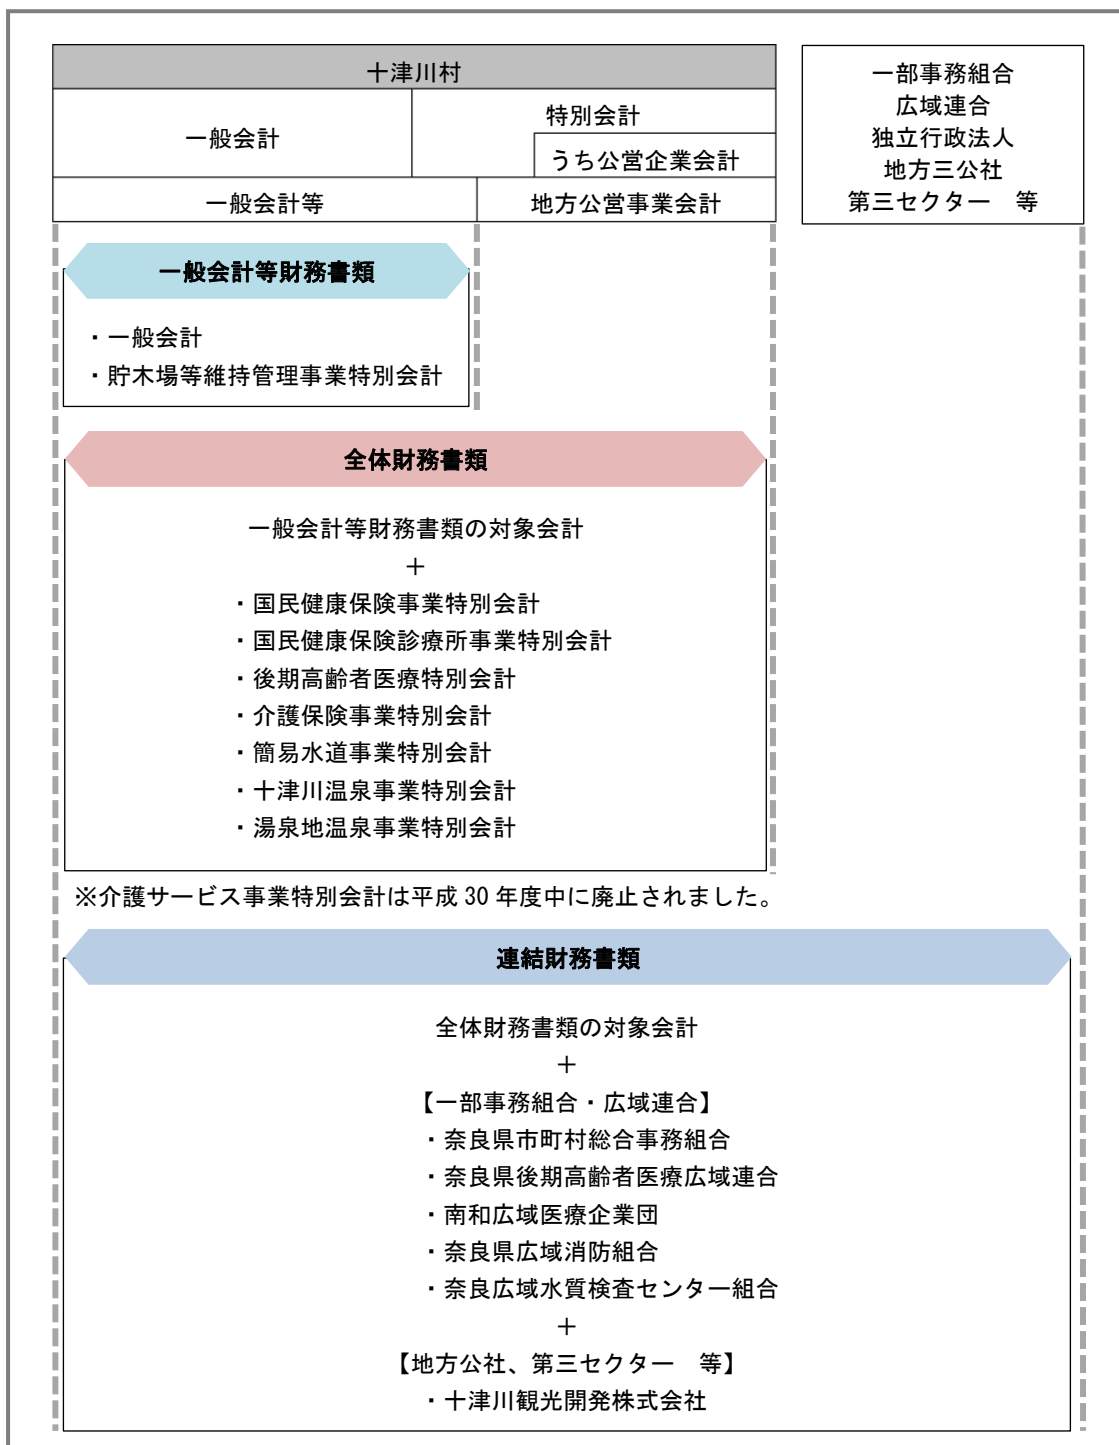 十津川村
一般会計
特別会計
うち公営企業会計
一般会計等
地方公営事業会計
一部事務組合
広域連合
独立行政法人
地方三公社
第三セクター　等
一般会計等財務書類
・一般会計
・貯木場等維持管理事業特別会計
全体財務書類
一般会計等財務書類の対象会計
＋
・国民健康保険事業特別会計
・国民健康保険診療所事業特別会計
・後期高齢者医療特別会計
・介護保険事業特別会計
・簡易水道事業特別会計
・十津川温泉事業特別会計
・湯泉地温泉事業特別会計
※介護サービス事業特別会計は平成 30 年度中に廃止されました。
連結財務書類
全体財務書類の対象会計
＋
【一部事務組合・広域連合】
・奈良県市町村総合事務組合
・奈良県後期高齢者医療広域連合
・南和広域医療企業団
・奈良県広域消防組合
・奈良広域水質検査センター組合
＋
【地方公社、第三セクター　等】
・十津川観光開発株式会社